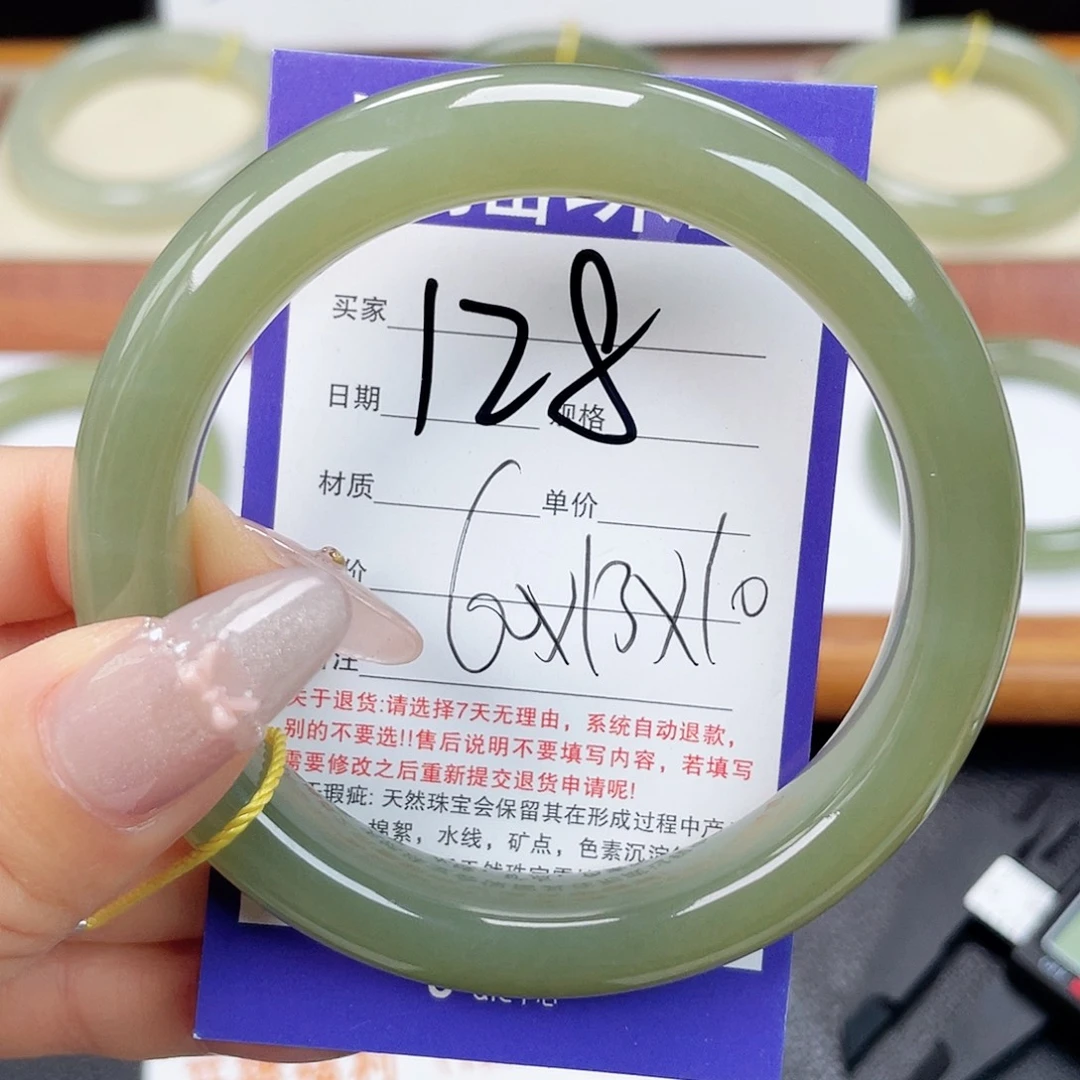 买家 128
日期 规格
材质 单价
价 60X13X10
注
关于退货:请选择7天无理由，系统自动退款，
别的不要选!!售后说明不要填写内容，若填写
需要修改之后重新提交退货申请呢!
瑕疵: 天然珠宝会保留其在形成过程中产
棉絮，水线，矿点，色素沉淀